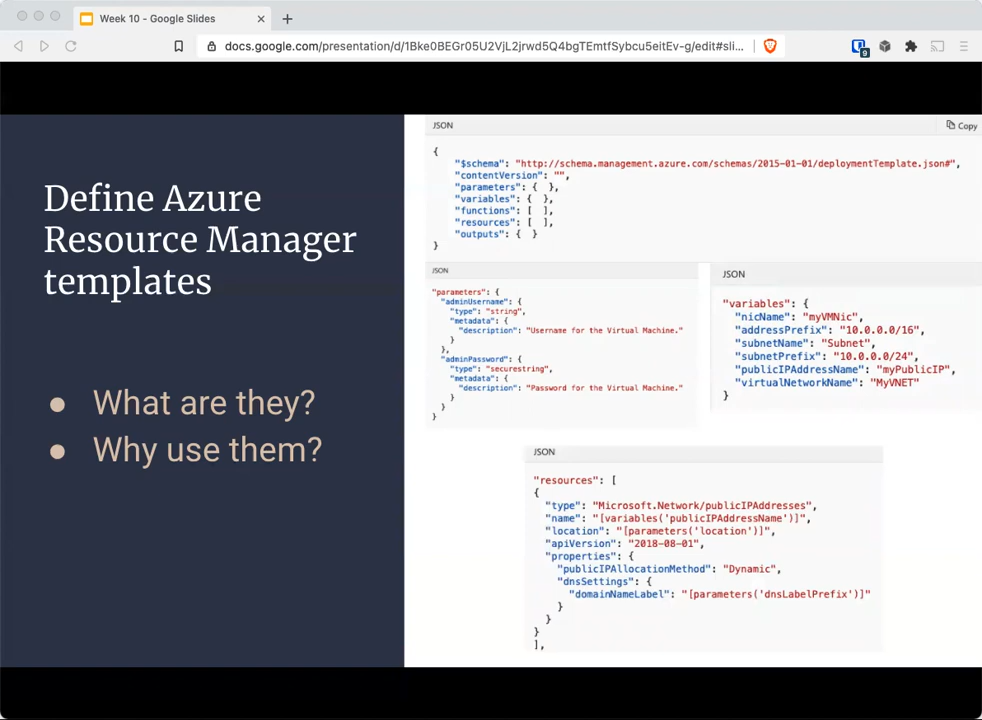 Week 10 - Google Slides
docs.google.com/presentation/d/1Bke0BEGr05U2VjL2jrwd5Q4bgTEmtfSybcu5eitEv-g/edit#sli...
9
Define Azure
Resource Manager
templates
● What are they?
● Why use them?
JSON
Copy
{
"$schema": "http://schema.management.azure.com/schemas/2015-01-01/deploymentTemplate.json#",
"contentVersion": "",
"parameters": { },
"variables": { },
"functions": [ ],
"resources": [ ],
"outputs": { }
}
JSON
"parameters": {
"adminUsername": {
"type": "string",
"metadata": {
"description": "Username for the Virtual Machine."
}
},
"adminPassword": {
"type": "securestring",
"metadata": {
"description": "Password for the Virtual Machine."
}
}
}
JSON
"variables": {
"nicName": "myVMNic",
"addressPrefix": "10.0.0.0/16",
"subnetName": "Subnet",
"subnetPrefix": "10.0.0.0/24",
"publicIPAddressName": "myPublicIP",
"virtualNetworkName": "MyVNET"
}
JSON
"resources": [
{
"type": "Microsoft.Network/publicIPAddresses",
"name": "[variables('publicIPAddressName')]",
"location": "[parameters('location')]",
"apiVersion": "2018-08-01",
"properties": {
"publicIPAllocationMethod": "Dynamic",
"dnsSettings": {
"domainNameLabel": "[parameters('dnsLabelPrefix')]"
}
}
}
],